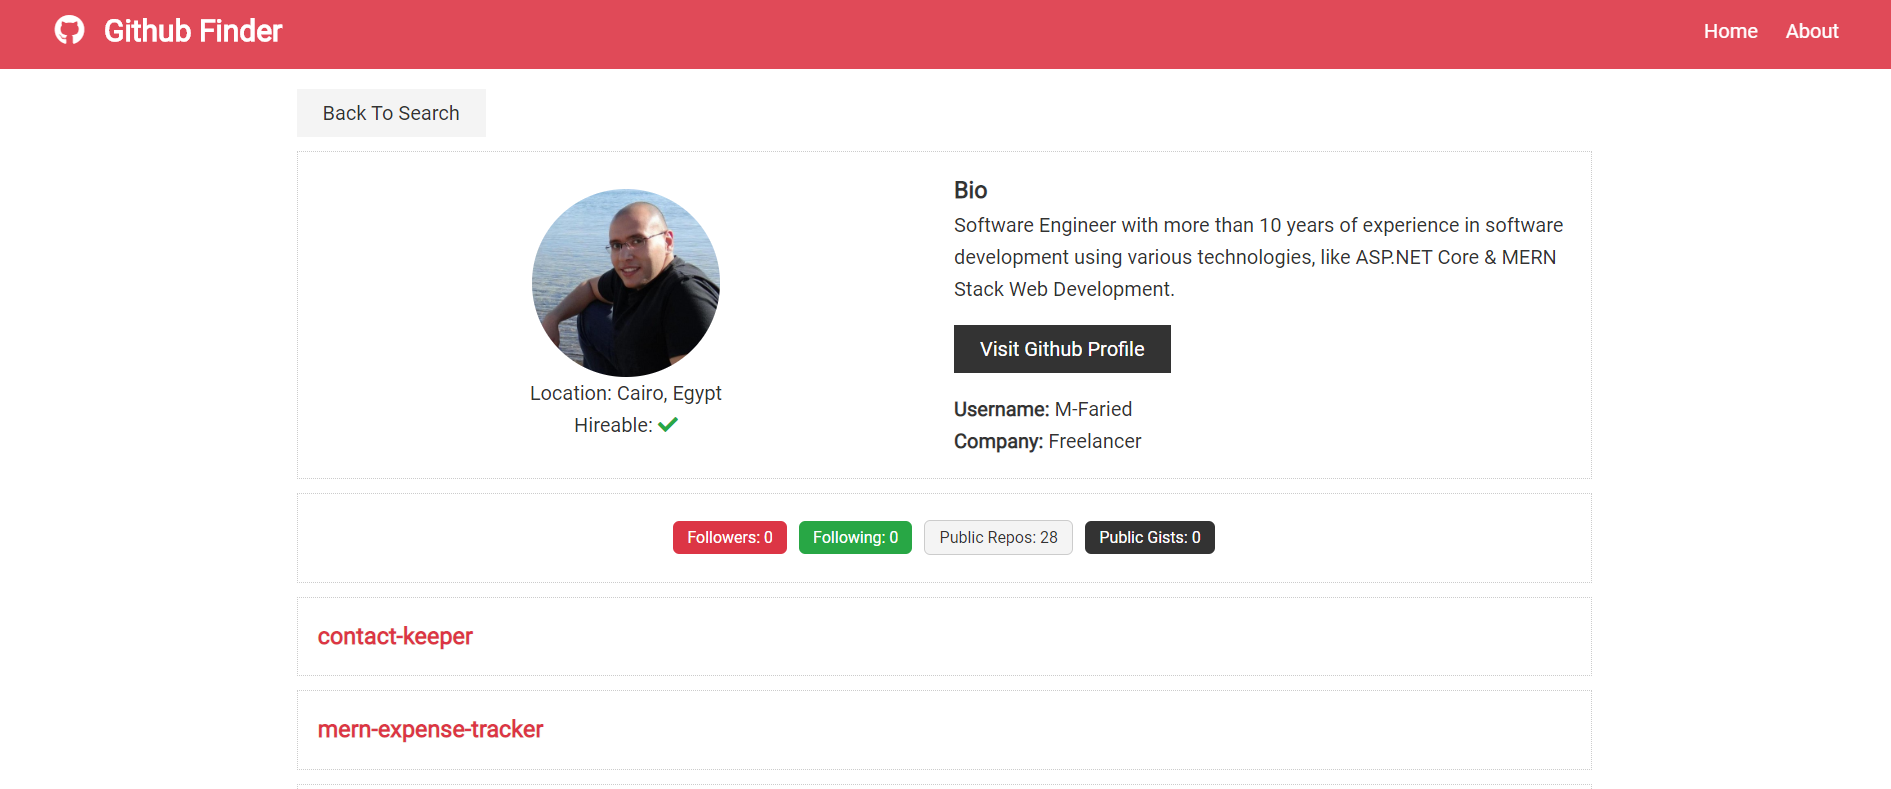 Github Finder
Home
About
Back To Search
Location: Cairo, Egypt
Hireable:
Bio
Software Engineer with more than 10 years of experience in software
development using various technologies, like ASP.NET Core & MERN
Stack Web Development.
Visit Github Profile
Username: M-Faried
Company: Freelancer
Followers: 0
Following: 0
Public Repos: 28
Public Gists: 0
contact-keeper
mern-expense-tracker